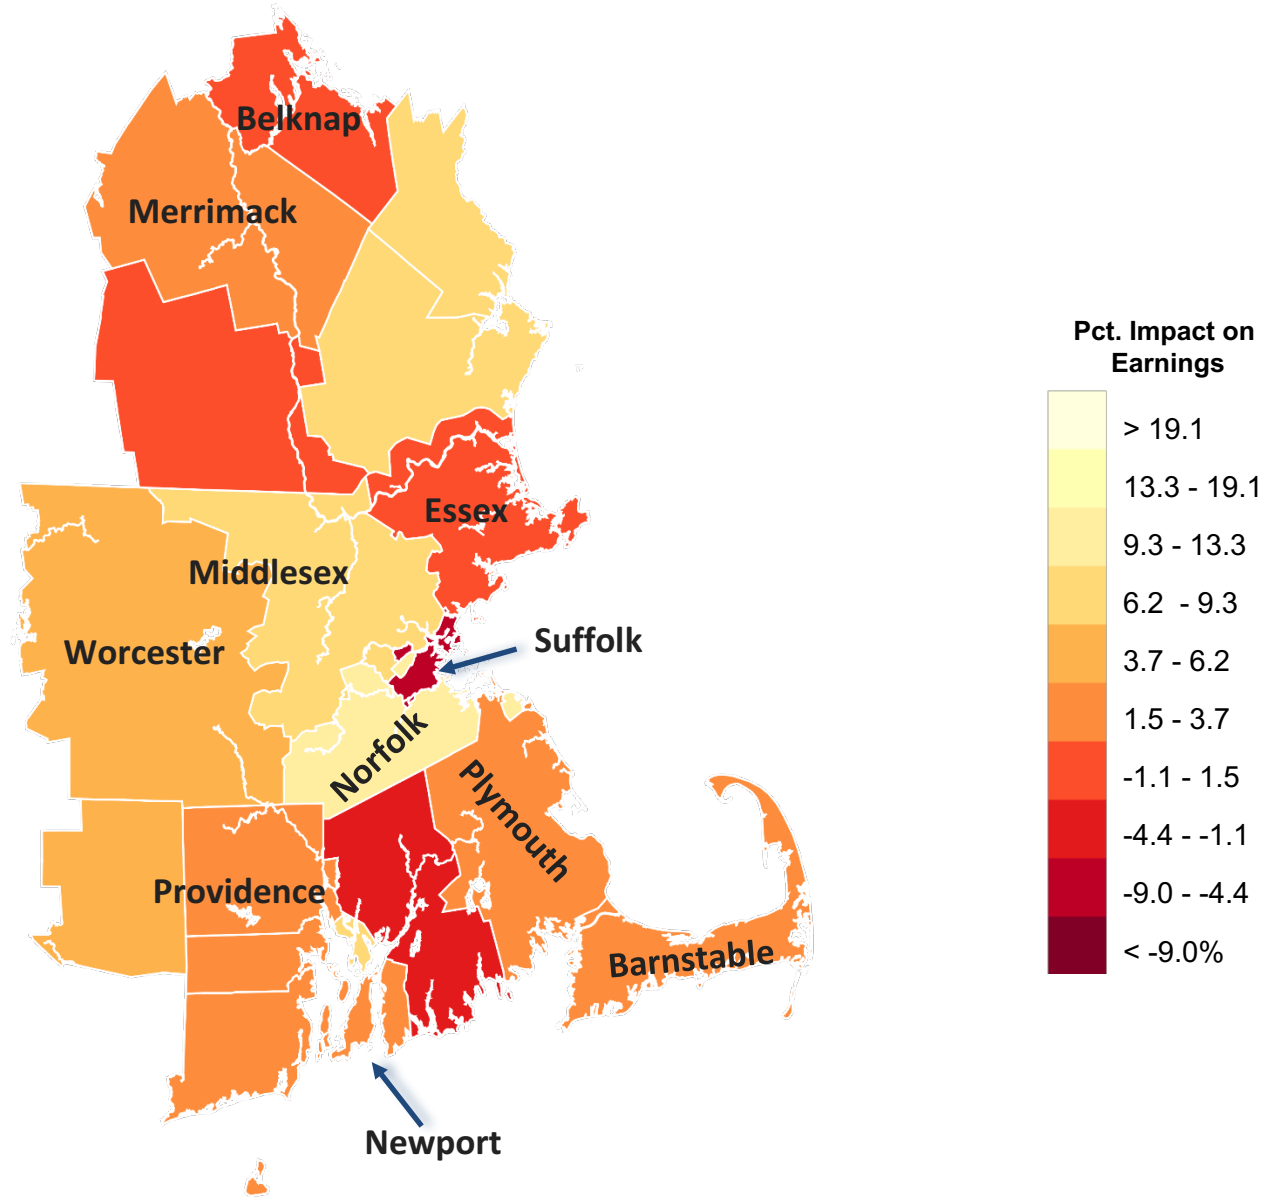 Belknap
Merrimack
Essex
Middlesex
Suffolk
Worcester
Norfolk
Plymouth
Providence
Barnstable
Newport
Pct. Impact on
Earnings
> 19.1
13.3 - 19.1
9.3 - 13.3
6.2 - 9.3
3.7 - 6.2
1.5 - 3.7
-1.1 - 1.5
-4.4 - -1.1
-9.0 - -4.4
< -9.0%